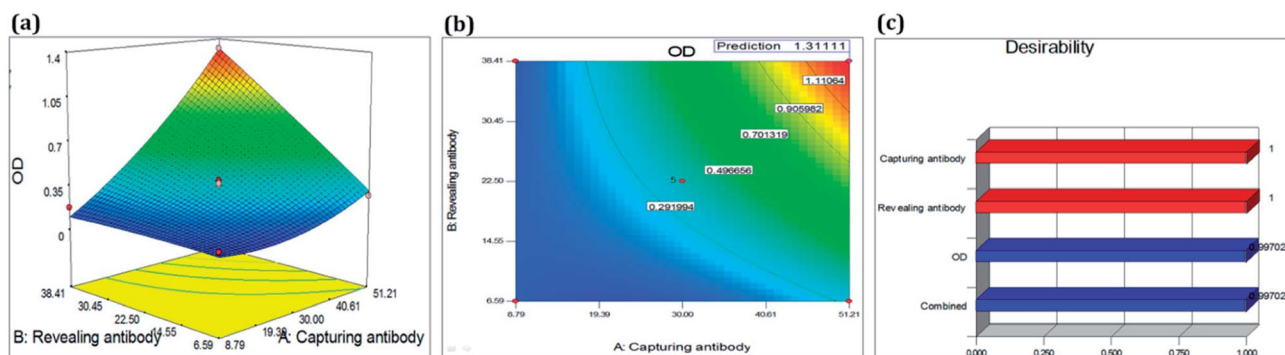 (a)
1.4
1.05
0.7
0.35
0
OD
38.41
30.45
22.50
14.55
6.59
B: Revealing antibody
51.21
40.61
30.00
19.39
8.79
A: Capturing antibody
(b)
OD
Prediction 1.31111
38.41
30.45
22.50
14.55
6.59
B: Revealing antibody
1.11064
0.905982
0.701319
0.496656
5
0.291994
8.79
19.39
30.00
40.61
51.21
A: Capturing antibody
(c)
Desirability
Capturing antibody
1
Revealing antibody
1
OD
0.99702
Combined
0.99702
0.000
0.250
0.500
0.750
1.000